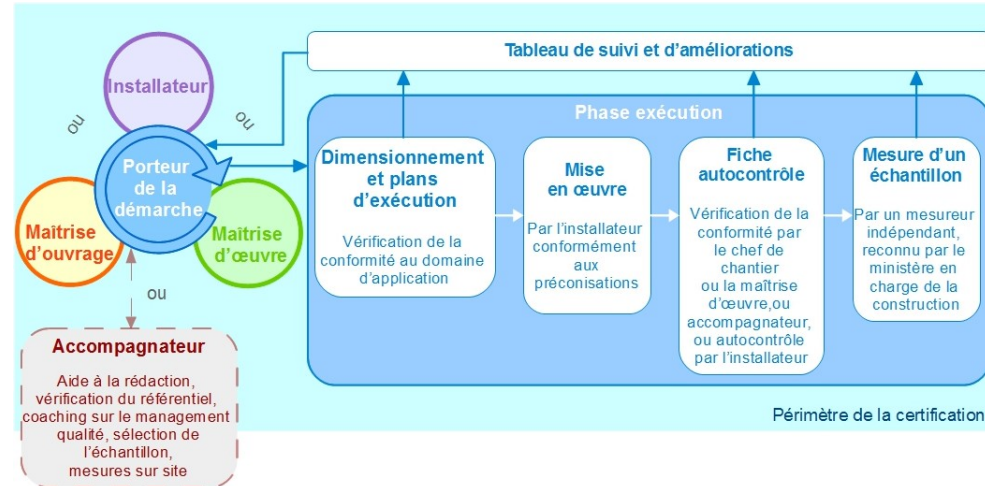 Tableau de suivi et d’améliorations
Installateur
ou
ou
Porteur
de la
démarche
Maîtrise
d’ouvrage
Maîtrise
d’œuvre
ou
Accompagnateur
Aide à la rédaction,
vérification du référentiel,
coaching sur le management
qualité, sélection de
l’échantillon,
mesures sur site
Phase exécution
Dimensionnement
et plans
d’exécution
Vérification de la
conformité au domaine
d’application
Mise
en œuvre
Par l’installateur
conformément
aux
préconisations
Fiche
autocontrôle
Vérification de la
conformité par
le chef de
chantier
ou la maîtrise
d’œuvre,ou
accompagnateur,
ou autocontrôle
par l’installateur
Mesure d’un
échantillon
Par un mesureur
indépendant,
reconnu par le
ministère en
charge de la
construction
Périmètre de la certification